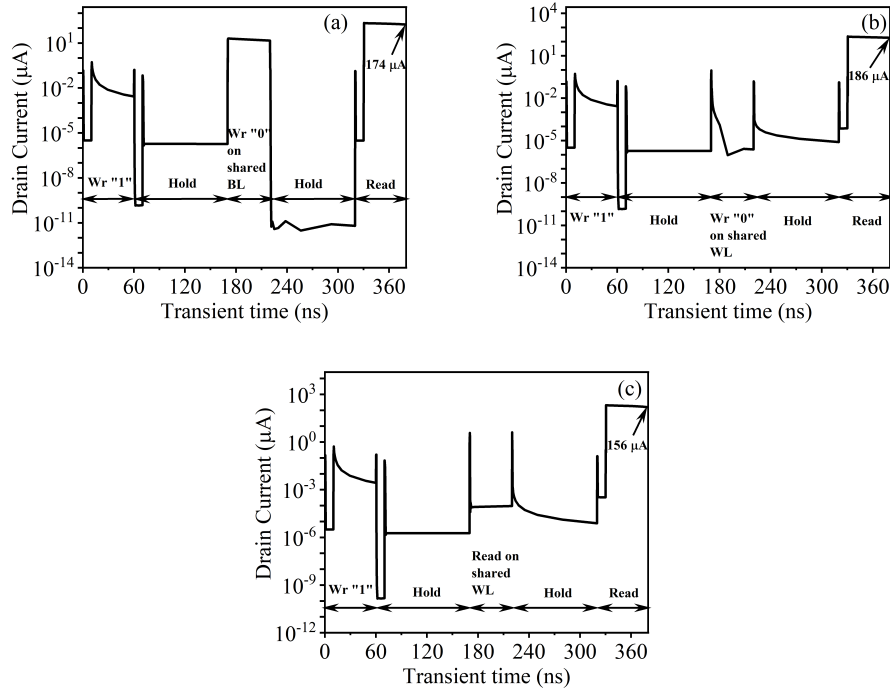 (a)
Drain Current (μA)
10^1
10^-2
10^-5
10^-8
10^-11
10^-14
174 μA
Wr "1"
Hold
Wr "0"
on
shared
BL
Hold
Read
0 60 120 180 240 300 360
Transient time (ns)
(b)
Drain Current (μA)
10^4
10^1
10^-2
10^-5
10^-8
10^-11
10^-14
186 μA
Wr "1"
Hold
Wr "0"
on shared
WL
Hold
Read
0 60 120 180 240 300 360
Transient time (ns)
(c)
Drain Current (μA)
10^3
10^0
10^-3
10^-6
10^-9
10^-12
156 μA
Wr "1"
Hold
Read on
shared
WL
Hold
Read
0 60 120 180 240 300 360
Transient time (ns)